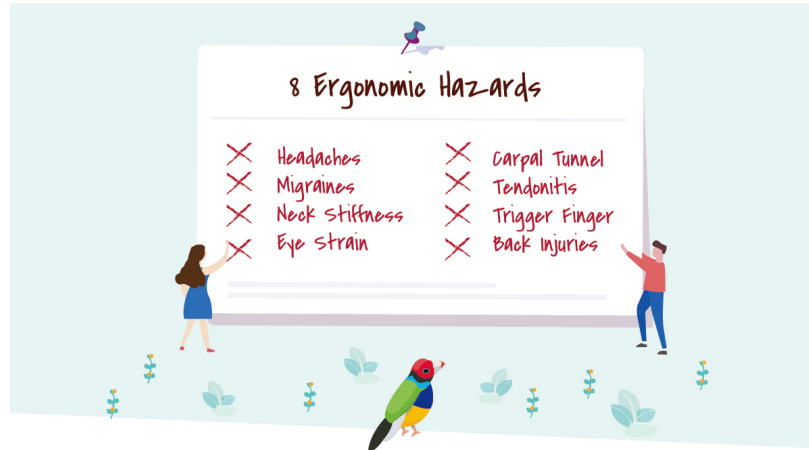 8 Ergonomic Hazards
Headaches
Migraines
Neck Stiffness
Eye Strain
Carpal Tunnel
Tendonitis
Trigger Finger
Back Injuries